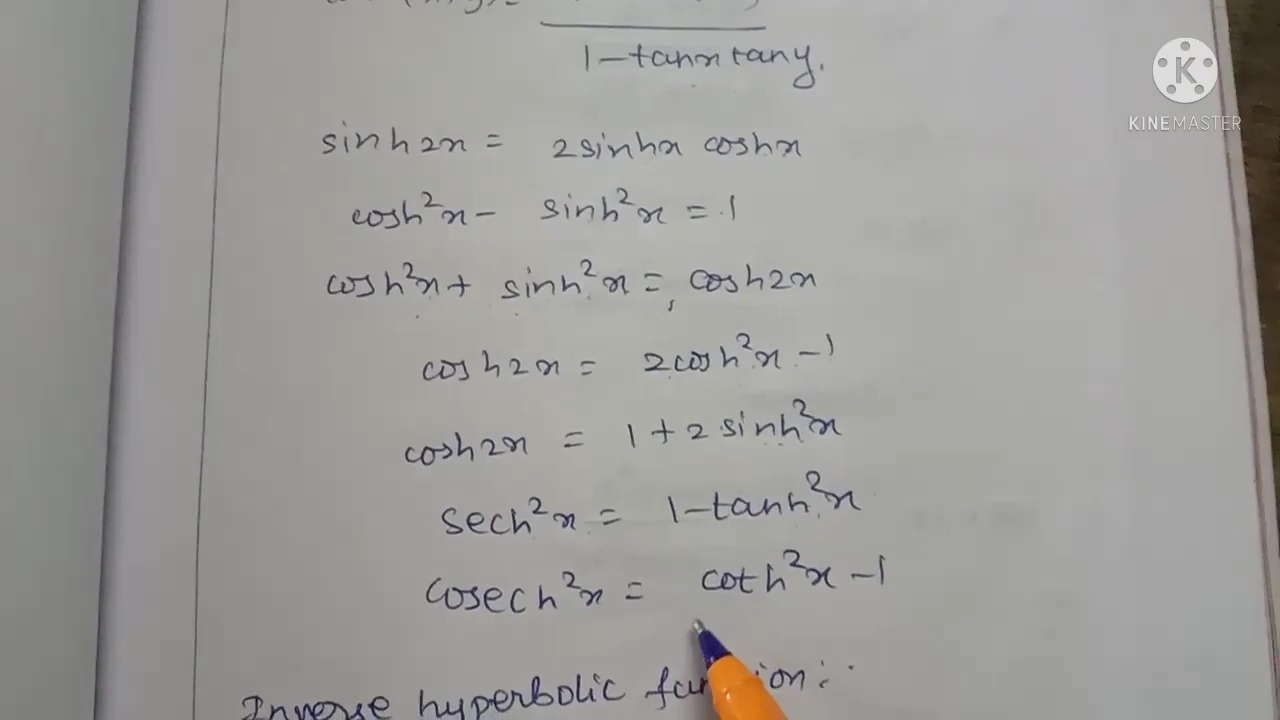 1-tanx tany.
K
KINEMASTER
sinh2x = 2sinhx coshx
cosh²x - sinh²x = 1
cosh²x + sinh²x = cosh2x
cosh2x = 2cosh²x -1
cosh2x = 1+2 sinh²x
sech²x = 1-tanh²x
cosech²x = coth²x -1
Inverse hyperbolic :